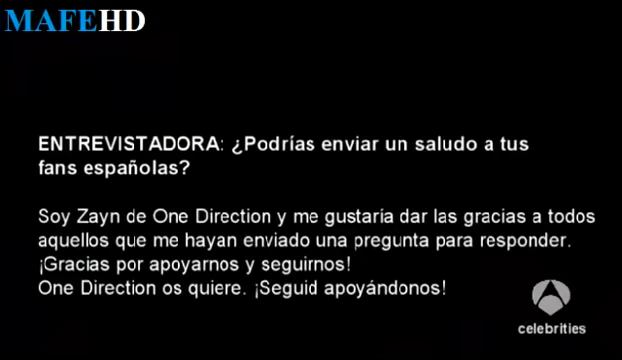 MAFEHD
ENTREVISTADORA: ¿Podrías enviar un saludo a tus
fans españolas?
Soy Zayn de One Direction y me gustaría dar las gracias a todos
aquellos que me hayan enviado una pregunta para responder.
¡Gracias por apoyarnos y seguirnos!
One Direction os quiere. ¡Seguid apoyándonos!
celebrities